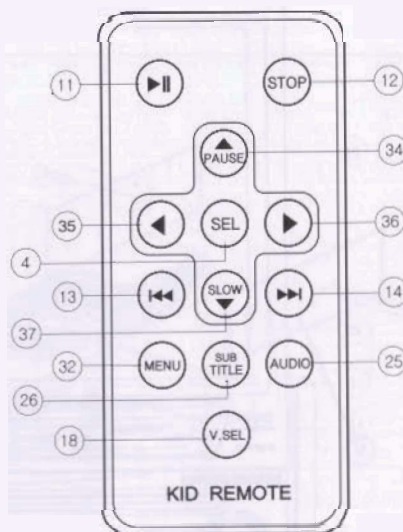 11 STOP 12
PAUSE 34
35 SEL 36
4
13 SLOW 14
37
32 MENU SUB TITLE AUDIO 25
26
18 V.SEL
KID REMOTE